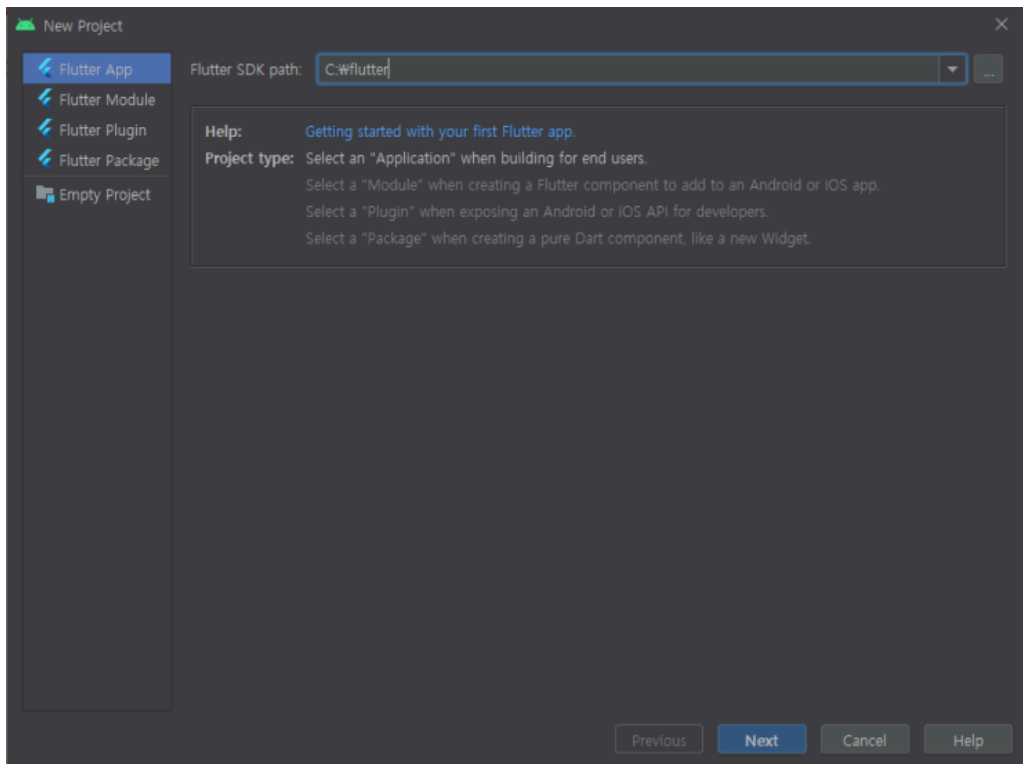 New Project
Flutter App
Flutter Module
Flutter Plugin
Flutter Package
Empty Project
Flutter SDK path: C:₩flutter
...
Help: Getting started with your first Flutter app.
Project type: Select an "Application" when building for end users.
Select a "Module" when creating a Flutter component to add to an Android or iOS app.
Select a "Plugin" when exposing an Android or iOS API for developers.
Select a "Package" when creating a pure Dart component, like a new Widget.
Previous Next Cancel Help